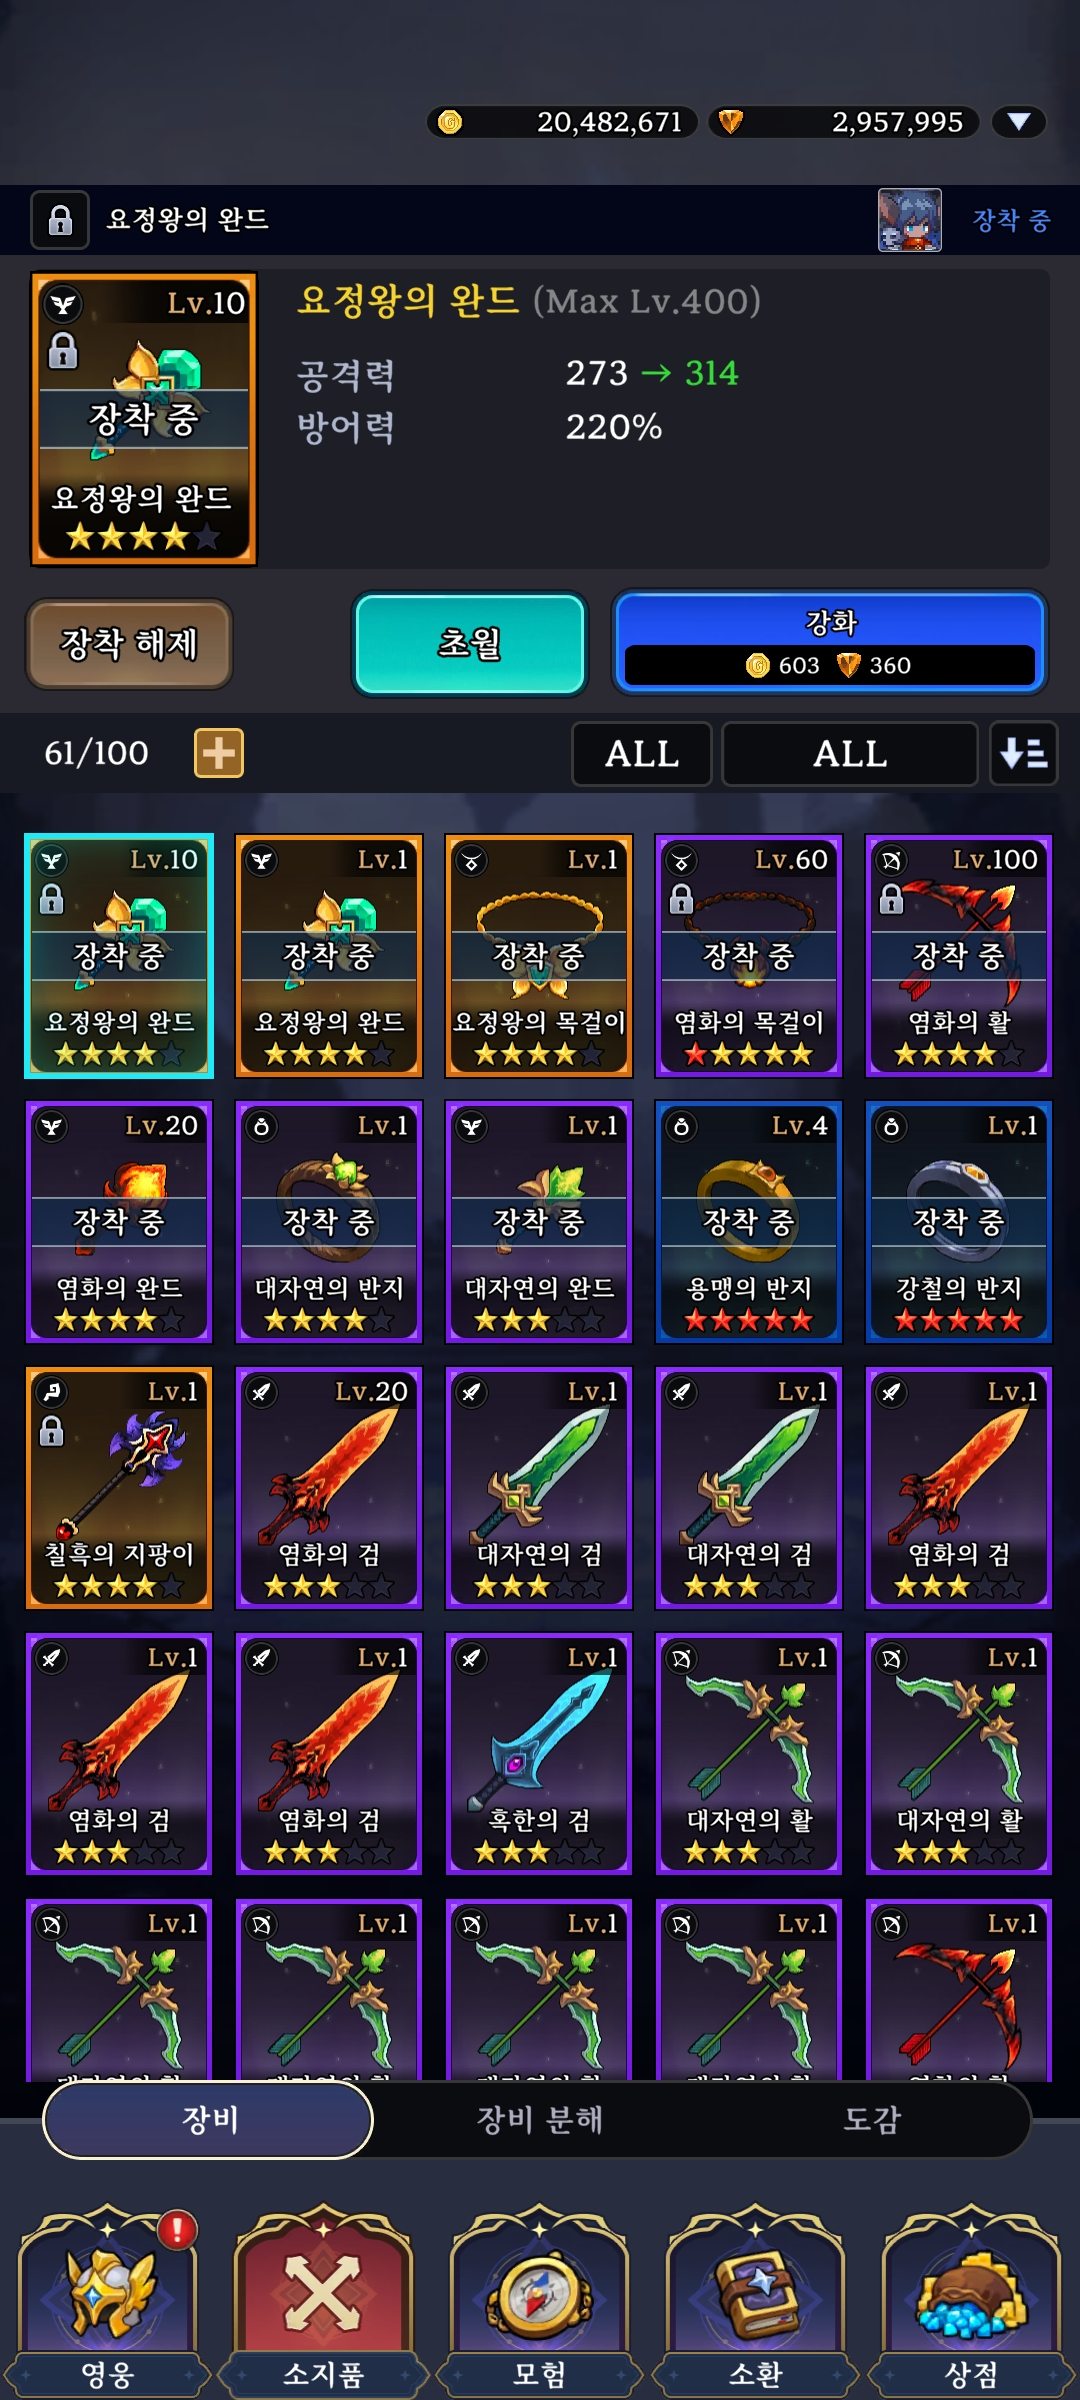 20,482,671 2,957,995
요정왕의 완드 장착 중
Lv.10
장착 중
요정왕의 완드
요정왕의 완드 (Max Lv.400)
공격력 273 → 314
방어력 220%
장착 해제
초월
강화
603 360
61/100 ALL ALL
Lv.10 Lv.1 Lv.1 Lv.60 Lv.100
장착 중 장착 중 장착 중 장착 중 장착 중
요정왕의 완드 요정왕의 완드 요정왕의 목걸이 염화의 목걸이 염화의 활
Lv.20 Lv.1 Lv.1 Lv.4 Lv.1
장착 중 장착 중 장착 중 장착 중 장착 중
염화의 완드 대자연의 반지 대자연의 완드 용맹의 반지 강철의 반지
Lv.1 Lv.20 Lv.1 Lv.1 Lv.1
칠흑의 지팡이 염화의 검 대자연의 검 대자연의 검 염화의 검
Lv.1 Lv.1 Lv.1 Lv.1 Lv.1
염화의 검 염화의 검 혹한의 검 대자연의 활 대자연의 활
Lv.1 Lv.1 Lv.1 Lv.1 Lv.1
장비 장비 분해 도감
영웅 소지품 모험 소환 상점